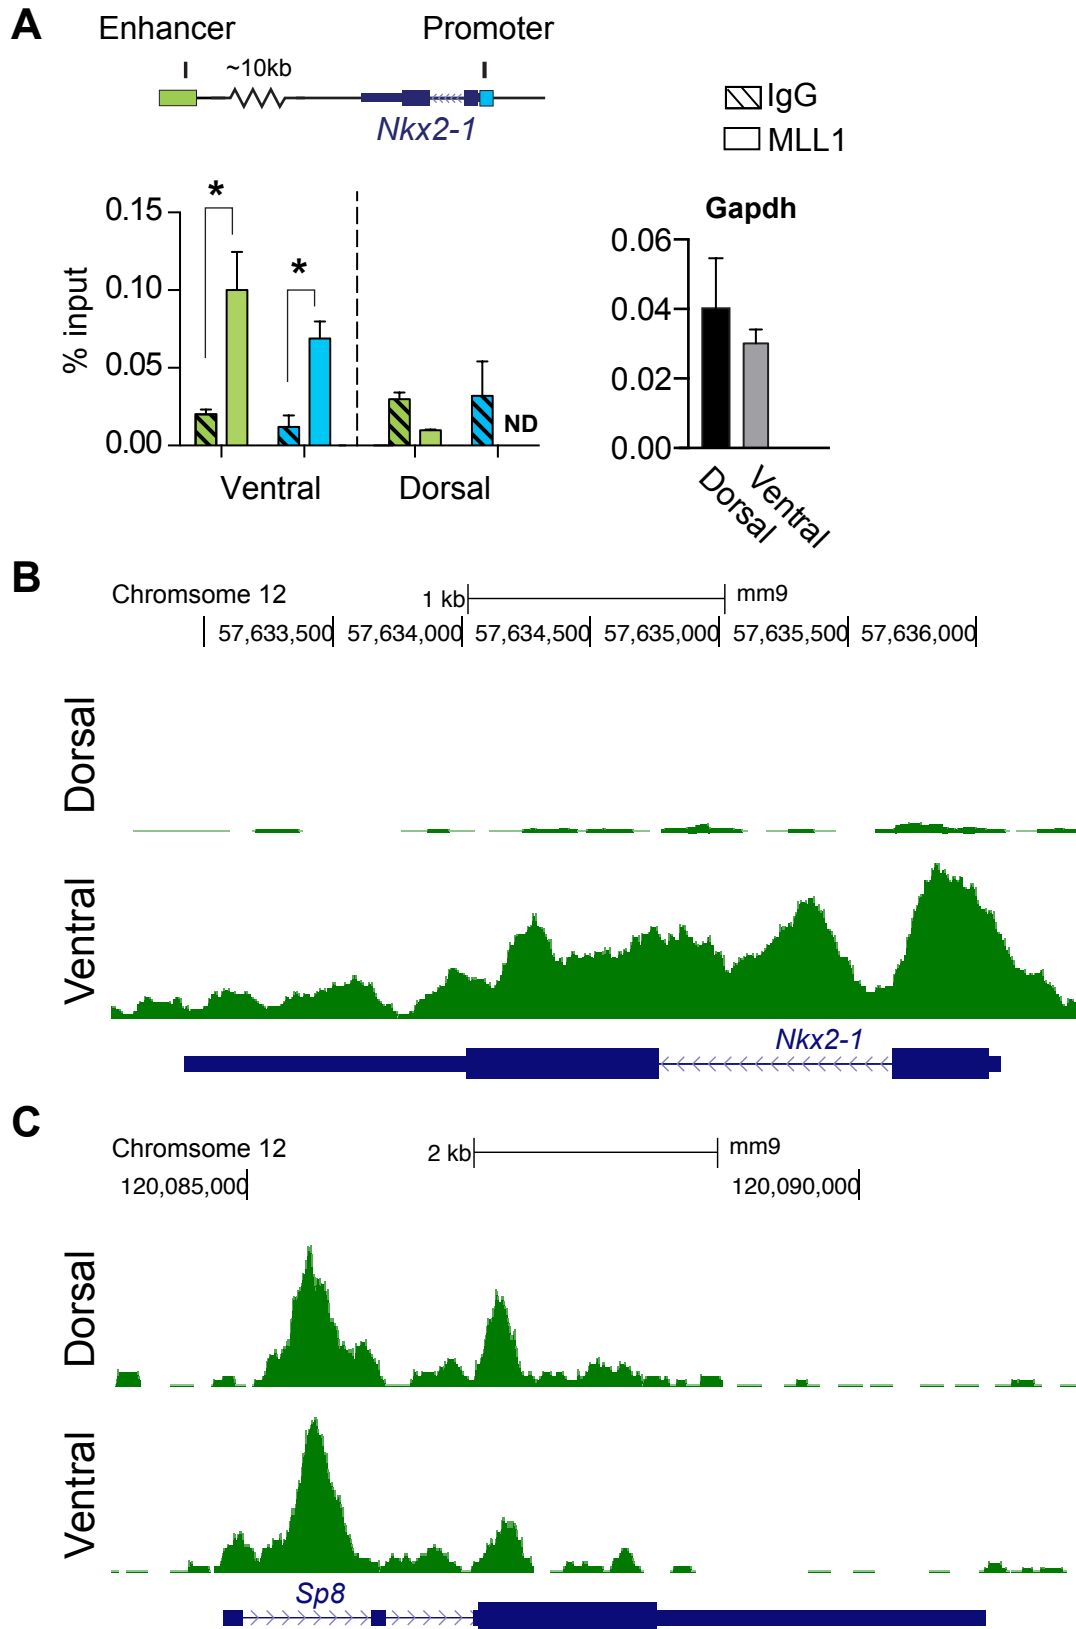 A
Enhancer Promoter
~10kb
Nkx2-1
IgG
MLL1
% input
0.15
0.10
0.05
0.00
*
*
ND
Ventral Dorsal
Gapdh
0.06
0.04
0.02
0.00
Dorsal
Ventral
B
Chromsome 12 1 kb mm9
57,633,500 57,634,000 57,634,500 57,635,000 57,635,500 57,636,000
Dorsal
Ventral
Nkx2-1
C
Chromsome 12 2 kb mm9
120,085,000 120,090,000
Dorsal
Ventral
Sp8